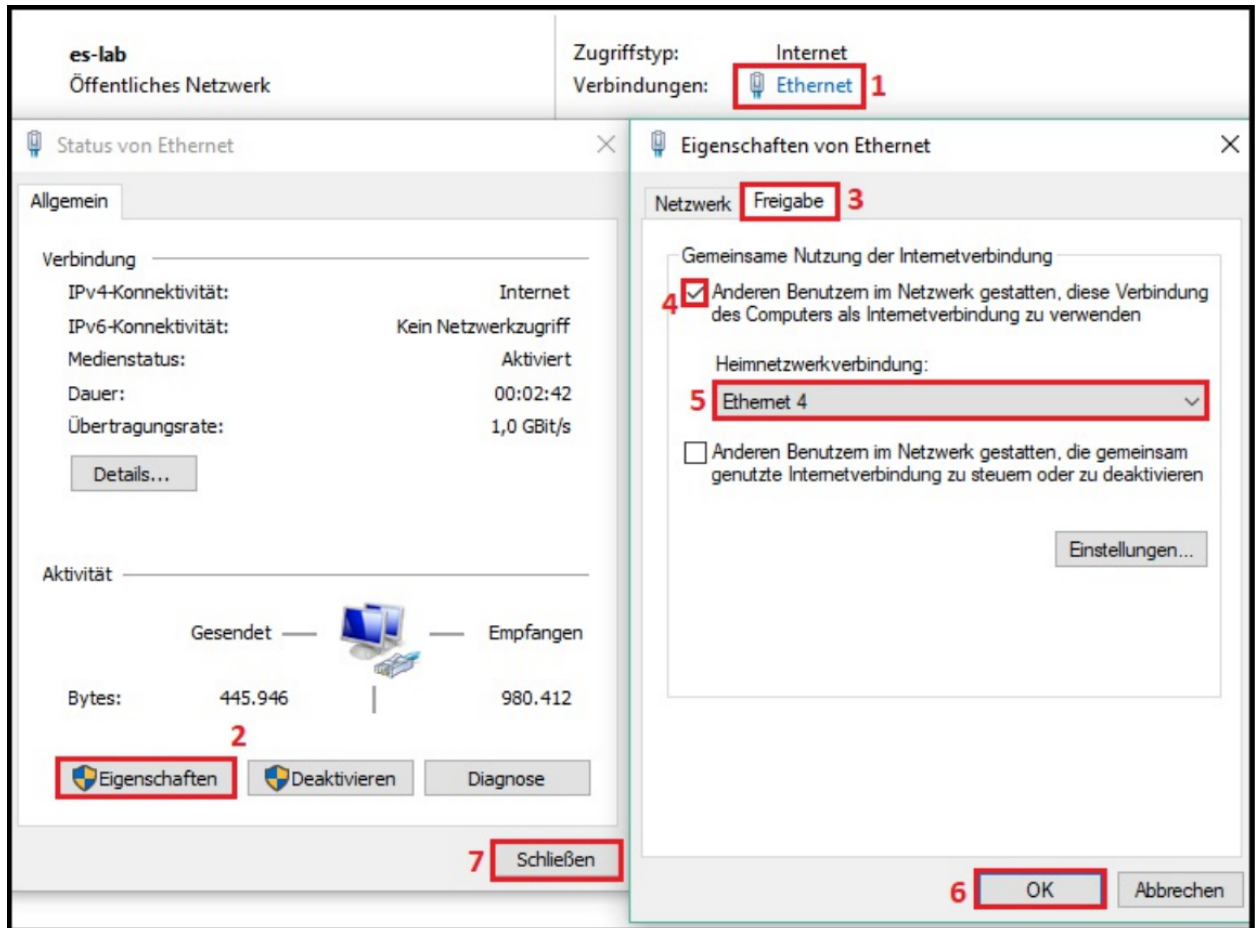 es-lab
Öffentliches Netzwerk
Zugriffstyp: Internet
Verbindungen: Ethernet 1
Status von Ethernet
Allgemein
Verbindung
IPv4-Konnektivität: Internet
IPv6-Konnektivität: Kein Netzwerkzugriff
Medienstatus: Aktiviert
Dauer: 00:02:42
Übertragungsrate: 1,0 GBit/s
Details...
Aktivität
Gesendet
Empfangen
Bytes: 445.946 980.412
2
Eigenschaften
Deaktivieren
Diagnose
7 Schließen
Eigenschaften von Ethernet
Netzwerk Freigabe 3
Gemeinsame Nutzung der Internetverbindung
4 Anderen Benutzern im Netzwerk gestatten, diese Verbindung
des Computers als Internetverbindung zu verwenden
Heimnetzwerkverbindung:
5 Ethernet 4
Anderen Benutzern im Netzwerk gestatten, die gemeinsam
genutzte Internetverbindung zu steuern oder zu deaktivieren
Einstellungen...
6 OK
Abbrechen